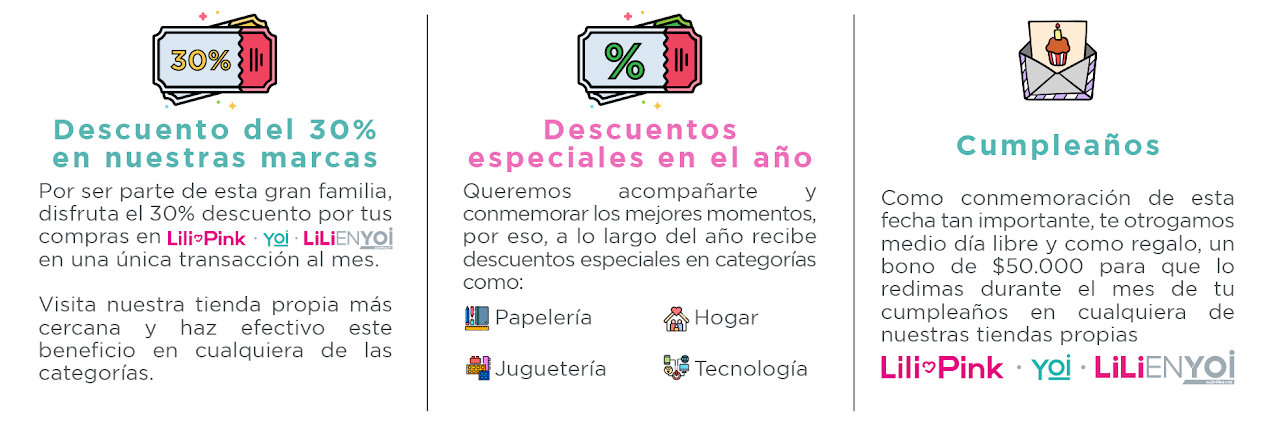 30%
Descuento del 30%
en nuestras marcas
Por ser parte de esta gran familia,
disfruta el 30% descuento por tus
compras en Lili Pink · YOi · LiLiENYOi
en una única transacción al mes.
Visita nuestra tienda propia más
cercana y haz efectivo este
beneficio en cualquiera de las
categorías.
%
Descuentos
especiales en el año
Queremos acompañarte y
conmemorar los mejores momentos,
por eso, a lo largo del año recibe
descuentos especiales en categorías
como:
Papelería
Hogar
Juguetería
Tecnología
Cumpleaños
Como conmemoración de esta
fecha tan importante, te otrogamos
medio día libre y como regalo, un
bono de $50.000 para que lo
redimas durante el mes de tu
cumpleaños en cualquiera de
nuestras tiendas propias
Lili Pink · YOi · LiLiENYOi